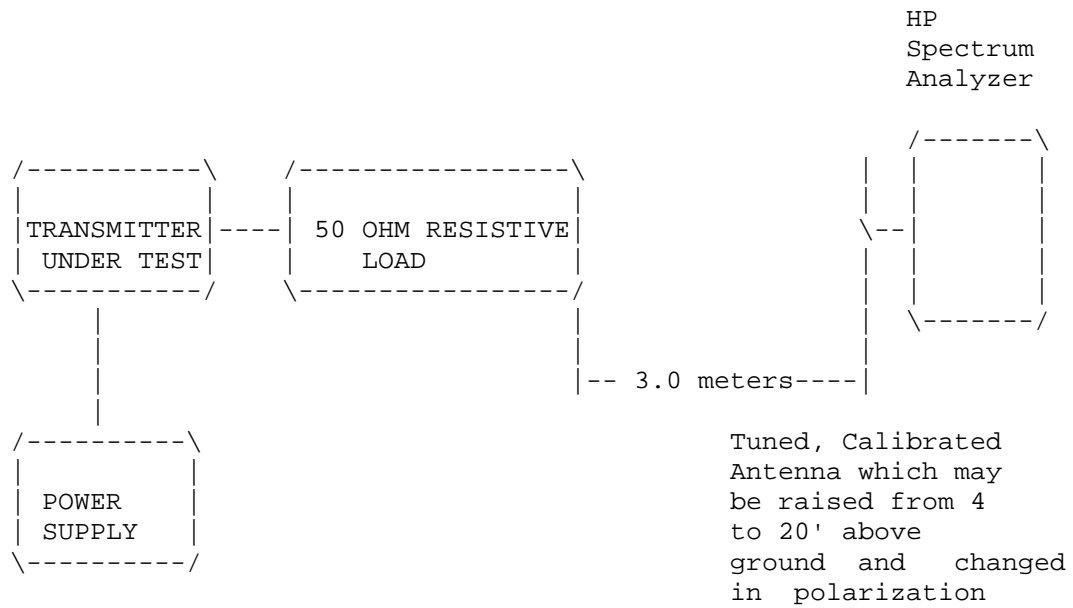 HP
Spectrum
Analyzer
TRANSMITTER
UNDER TEST
50 OHM RESISTIVE
LOAD
3.0 meters
POWER
SUPPLY
Tuned, Calibrated
Antenna which may
be raised from 4
to 20' above
ground and changed
in polarization